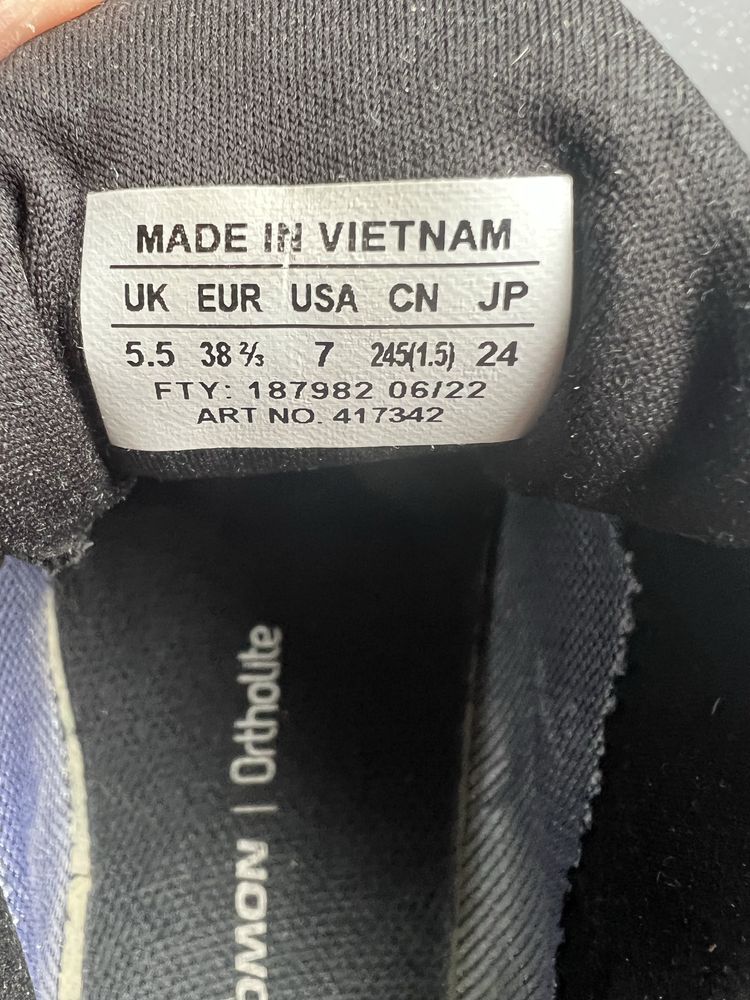 MADE IN VIETNAM
UK EUR USA CN JP
5.5 38 ⅔ 7 245(1.5) 24
FTY: 187982 06/22
ART NO. 417342
OMON | Ortholite